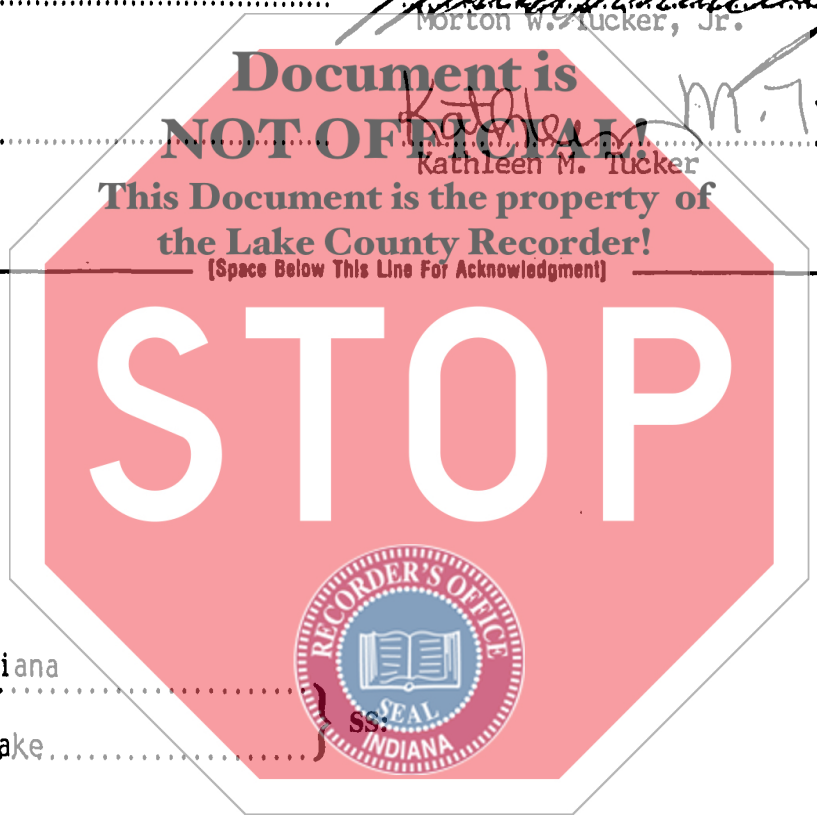 Morton W. Tucker, Jr.
Document is
Kathleen M. T
NOT OFFICIAL!
Kathleen M. Tucker
This Document is the property of
the Lake County Recorder!
[Space Below This Line For Acknowledgment]
STOP
RECORDER'S OFFICE
SEAL
INDIANA
iana
ss:
ake